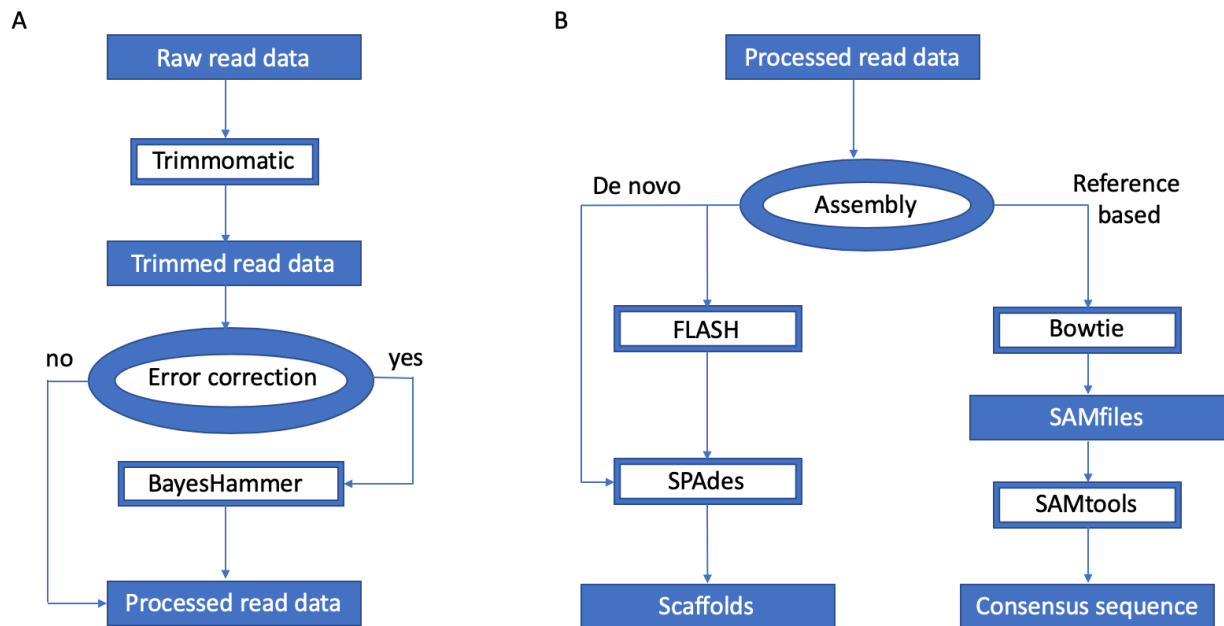 A
Raw read data
Trimmomatic
Trimmed read data
Error correction
no
yes
BayesHammer
Processed read data
B
Processed read data
Assembly
De novo
Reference
based
FLASH
Bowtie
SAMfiles
SPAdes
SAMtools
Scaffolds
Consensus sequence